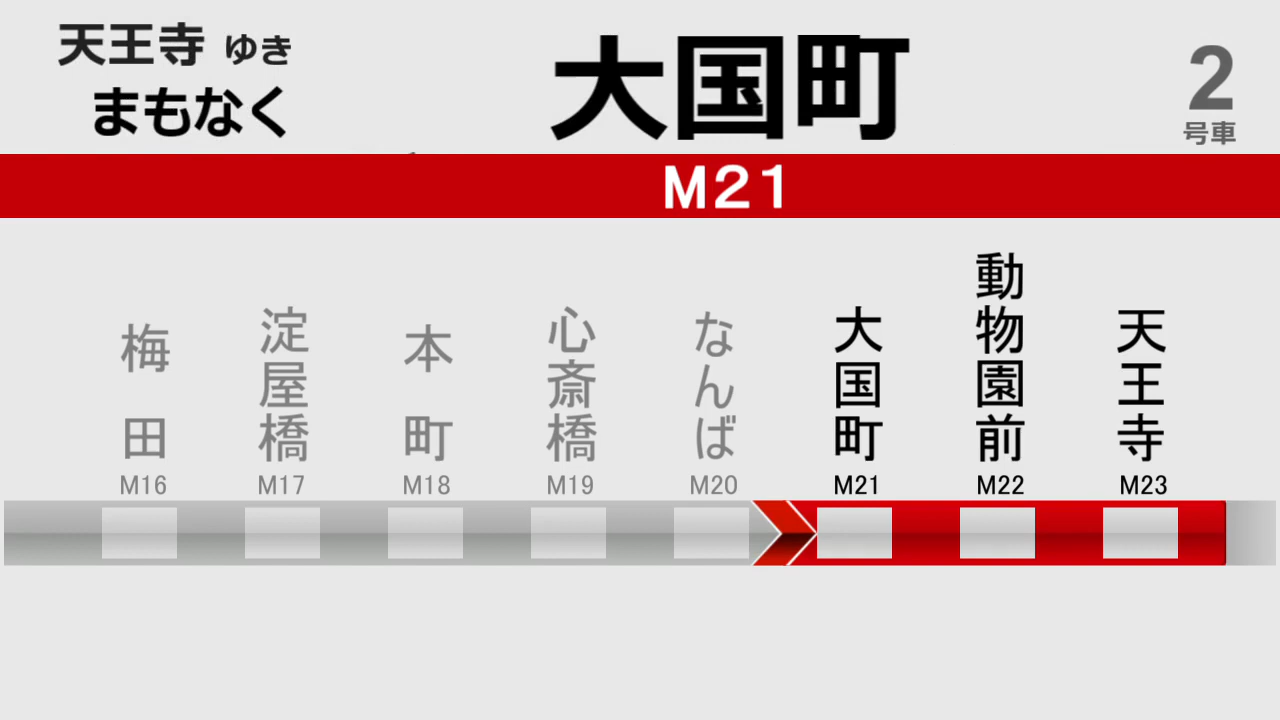 天王寺 ゆき
まもなく
大国町
2
号車
M21
梅田
淀屋橋
本町
心斎橋
なんば
大国町
動物園前
天王寺
M16
M17
M18
M19
M20
M21
M22
M23